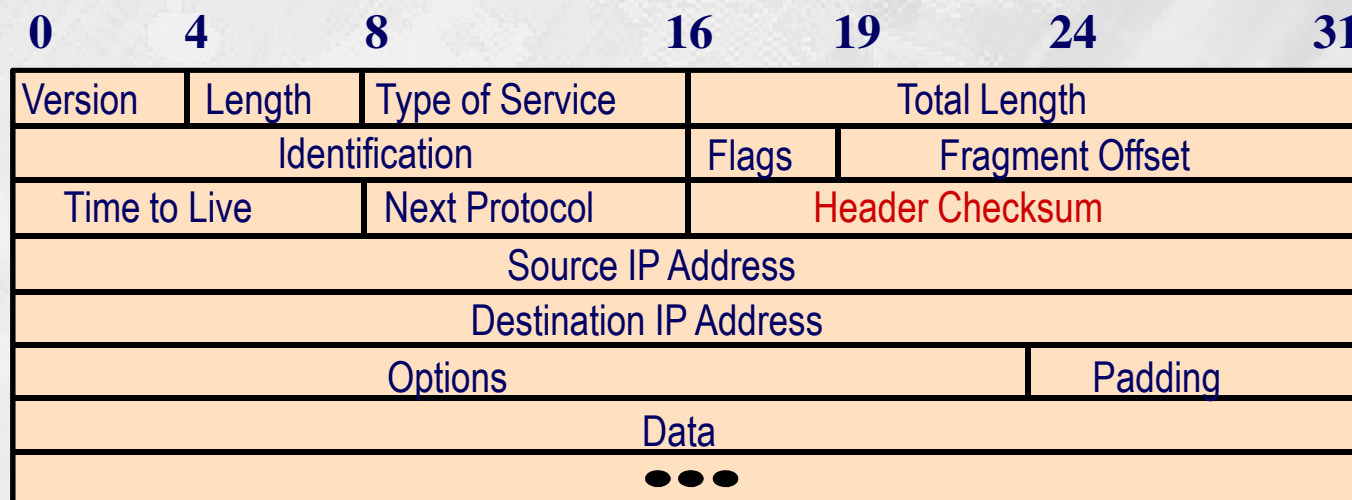 0 4 8 16 19 24 31
Version Length Type of Service Total Length
Identification Flags Fragment Offset
Time to Live Next Protocol Header Checksum
Source IP Address
Destination IP Address
Options Padding
Data
●●●